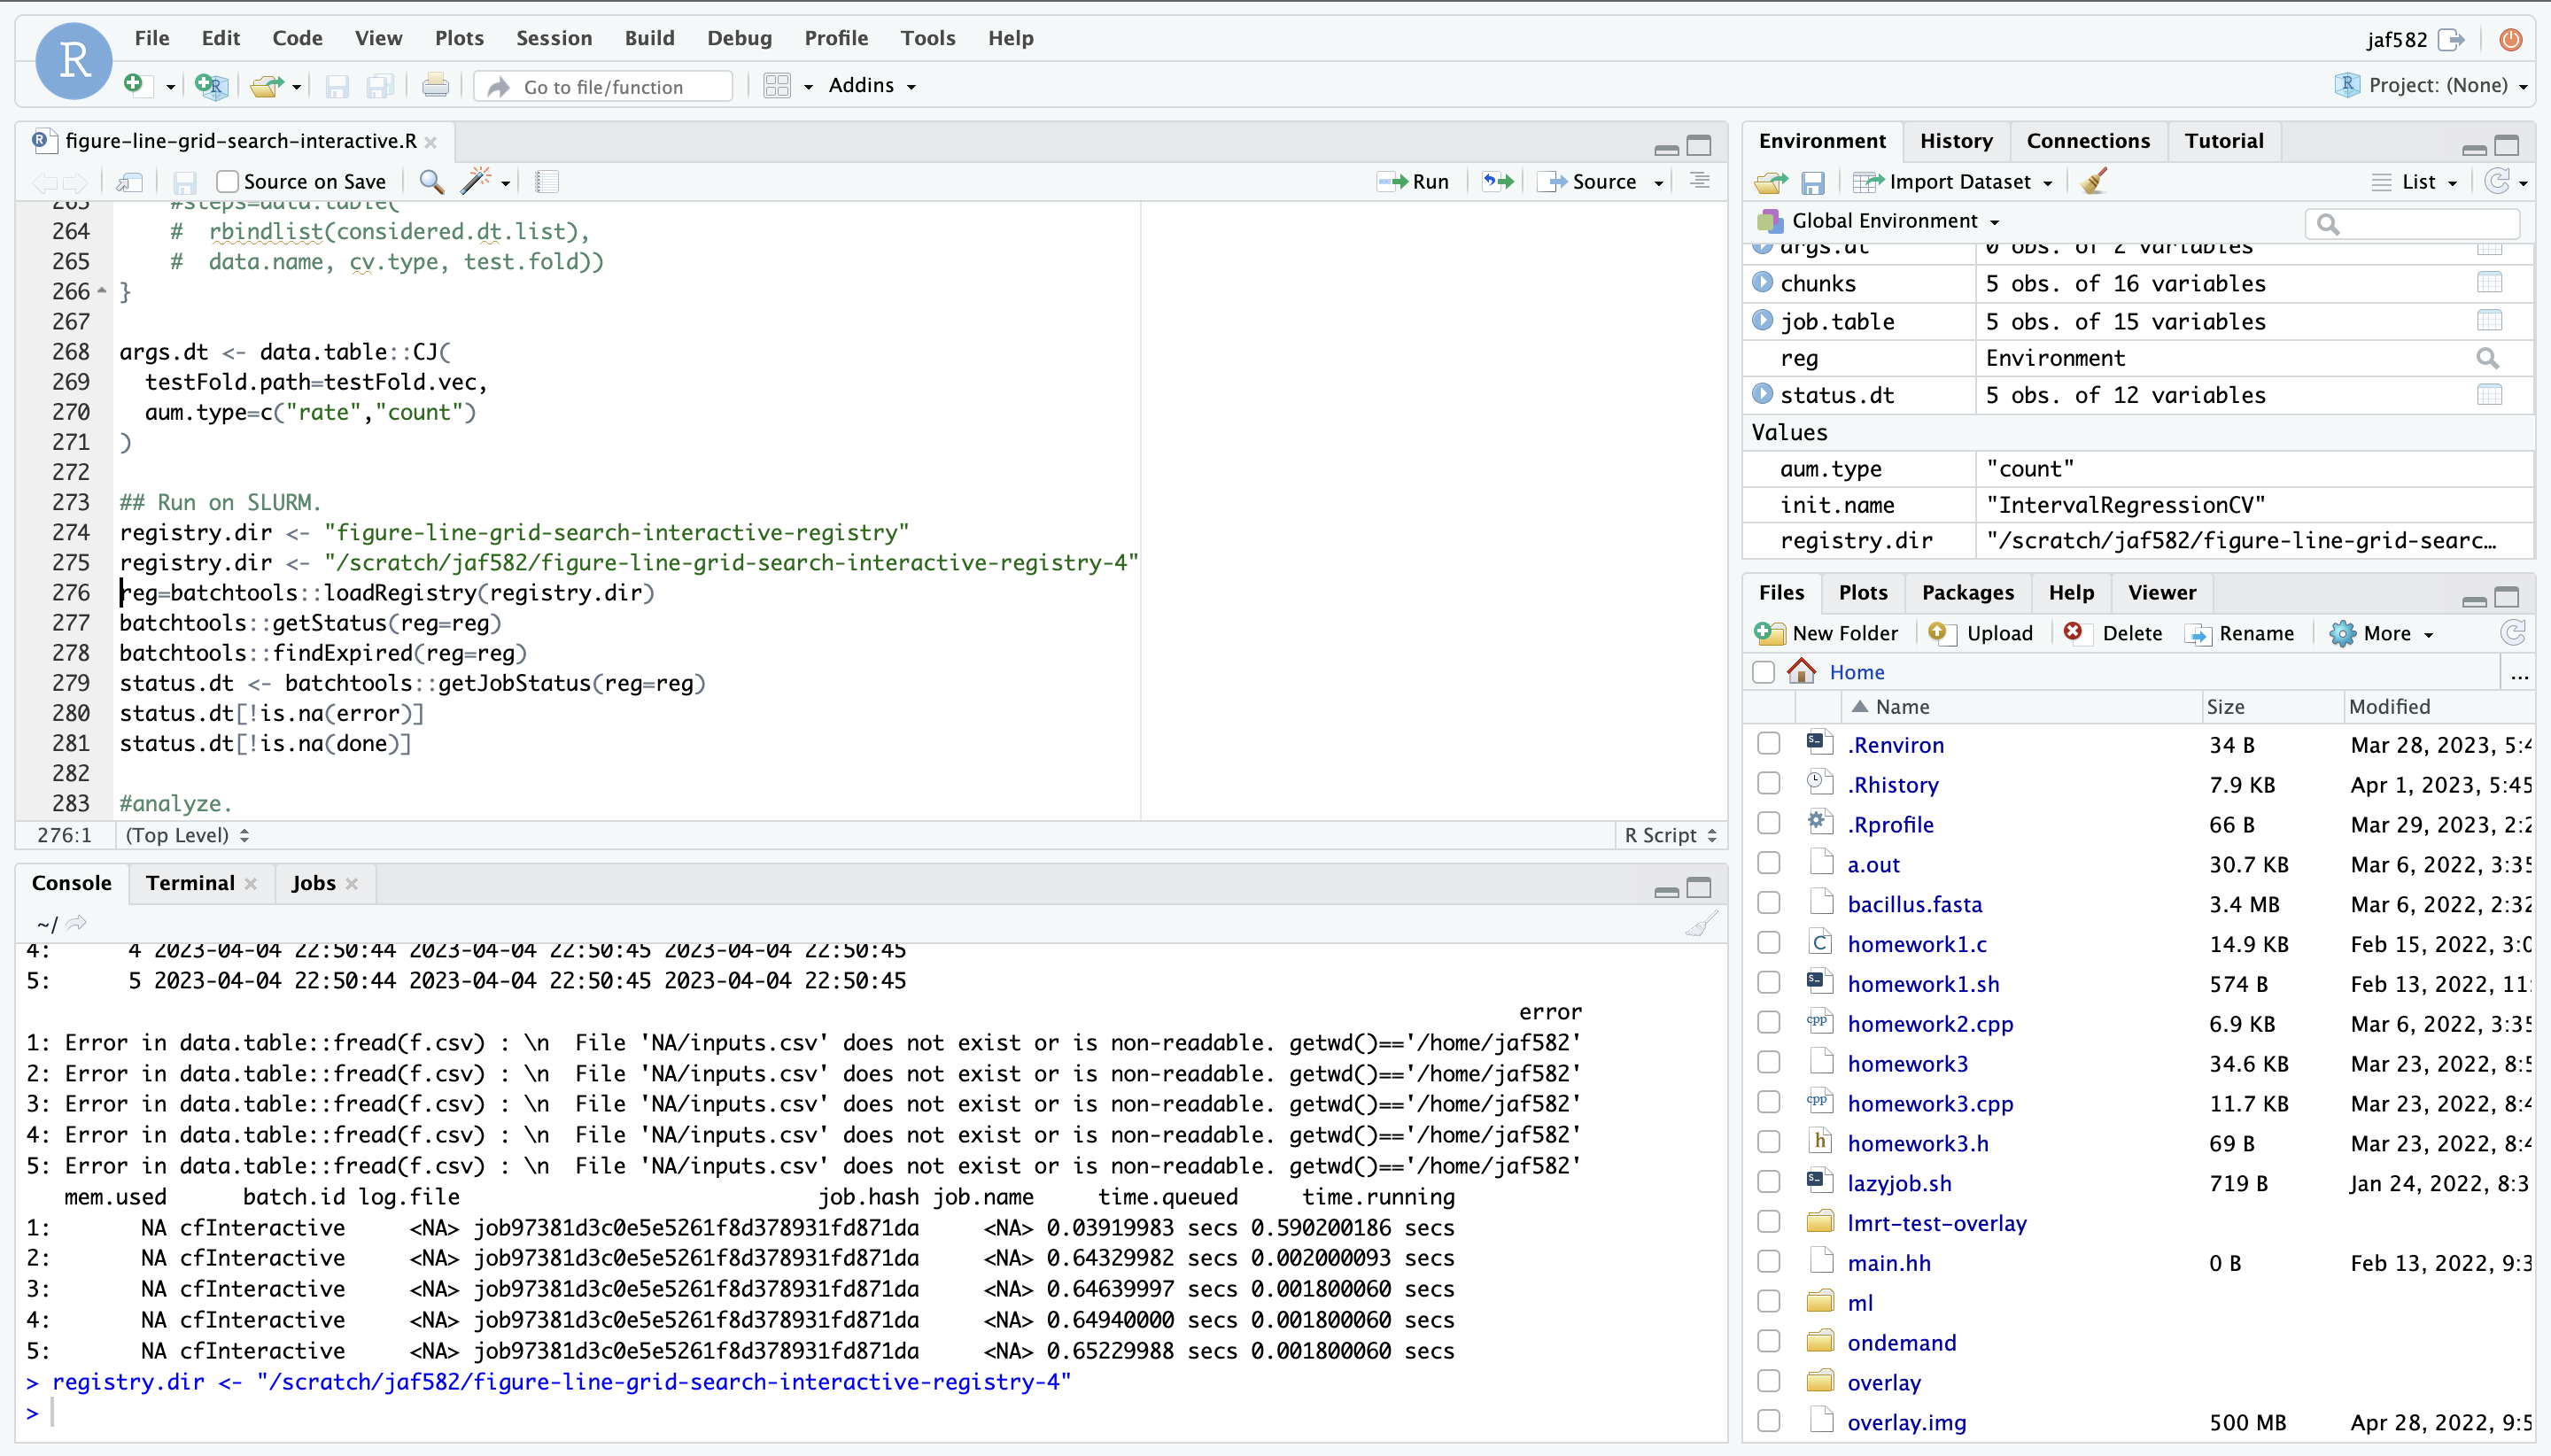 R
File Edit Code View Plots Session Build Debug Profile Tools Help
jaf582
Go to file/function
Addins
Project: (None)
figure-line-grid-search-interactive.R
Source on Save
Run
Source
263 #steps=data.table(
264 # rbindlist(considered.dt.list),
265 # data.name, cv.type, test.fold))
266 }
267
268 args.dt <- data.table::CJ(
269 testFold.path=testFold.vec,
270 aum.type=c("rate","count")
271 )
272
273 ## Run on SLURM.
274 registry.dir <- "figure-line-grid-search-interactive-registry"
275 registry.dir <- "/scratch/jaf582/figure-line-grid-search-interactive-registry-4"
276 reg=batchtools::loadRegistry(registry.dir)
277 batchtools::getStatus(reg=reg)
278 batchtools::findExpired(reg=reg)
279 status.dt <- batchtools::getJobStatus(reg=reg)
280 status.dt[!is.na(error)]
281 status.dt[!is.na(done)]
282
283 #analyze.
276:1 (Top Level)
R Script
Console Terminal Jobs
~/
4: 4 2023-04-04 22:50:44 2023-04-04 22:50:45 2023-04-04 22:50:45
5: 5 2023-04-04 22:50:44 2023-04-04 22:50:45 2023-04-04 22:50:45
error
1: Error in data.table::fread(f.csv) : \n File 'NA/inputs.csv' does not exist or is non-readable. getwd()=='/home/jaf582'
2: Error in data.table::fread(f.csv) : \n File 'NA/inputs.csv' does not exist or is non-readable. getwd()=='/home/jaf582'
3: Error in data.table::fread(f.csv) : \n File 'NA/inputs.csv' does not exist or is non-readable. getwd()=='/home/jaf582'
4: Error in data.table::fread(f.csv) : \n File 'NA/inputs.csv' does not exist or is non-readable. getwd()=='/home/jaf582'
5: Error in data.table::fread(f.csv) : \n File 'NA/inputs.csv' does not exist or is non-readable. getwd()=='/home/jaf582'
mem.used batch.id log.file job.hash job.name time.queued time.running
1: NA cfInteractive <NA> job97381d3c0e5e5261f8d378931fd871da <NA> 0.03919983 secs 0.590200186 secs
2: NA cfInteractive <NA> job97381d3c0e5e5261f8d378931fd871da <NA> 0.64329982 secs 0.002000093 secs
3: NA cfInteractive <NA> job97381d3c0e5e5261f8d378931fd871da <NA> 0.64639997 secs 0.001800060 secs
4: NA cfInteractive <NA> job97381d3c0e5e5261f8d378931fd871da <NA> 0.64940000 secs 0.001800060 secs
5: NA cfInteractive <NA> job97381d3c0e5e5261f8d378931fd871da <NA> 0.65229988 secs 0.001800060 secs
> registry.dir <- "/scratch/jaf582/figure-line-grid-search-interactive-registry-4"
>
Environment History Connections Tutorial
Import Dataset
List
Global Environment
args.dt 0 obs. of 2 variables
chunks 5 obs. of 16 variables
job.table 5 obs. of 15 variables
reg Environment
status.dt 5 obs. of 12 variables
Values
aum.type "count"
init.name "IntervalRegressionCV"
registry.dir "/scratch/jaf582/figure-line-grid-searc…
Files Plots Packages Help Viewer
New Folder Upload Delete Rename More
Home
...
Name Size Modified
.Renviron 34 B Mar 28, 2023, 5:4
.Rhistory 7.9 KB Apr 1, 2023, 5:45
.Rprofile 66 B Mar 29, 2023, 2:2
a.out 30.7 KB Mar 6, 2022, 3:35
bacillus.fasta 3.4 MB Mar 6, 2022, 2:32
homework1.c 14.9 KB Feb 15, 2022, 3:0
homework1.sh 574 B Feb 13, 2022, 11:
homework2.cpp 6.9 KB Mar 6, 2022, 3:35
homework3 34.6 KB Mar 23, 2022, 8:5
homework3.cpp 11.7 KB Mar 23, 2022, 8:4
homework3.h 69 B Mar 23, 2022, 8:4
lazyjob.sh 719 B Jan 24, 2022, 8:3
lmrt-test-overlay
main.hh 0 B Feb 13, 2022, 9:3
ml
ondemand
overlay
overlay.img 500 MB Apr 28, 2022, 9:5